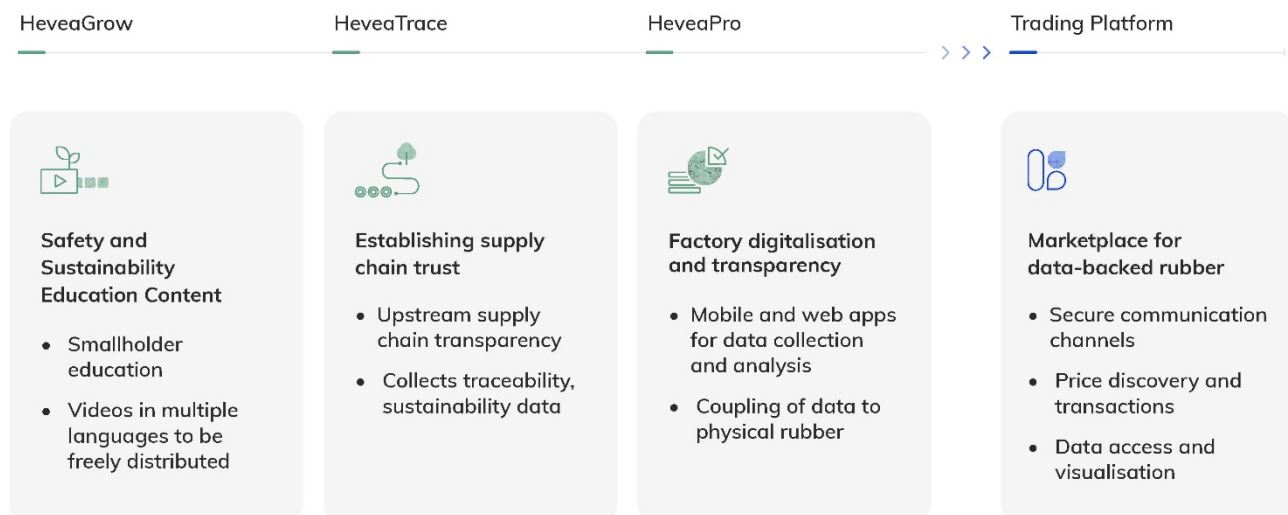 HeveaGrow
HeveaTrace
HeveaPro
Trading Platform
Safety and
Sustainability
Education Content
• Smallholder
education
• Videos in multiple
languages to be
freely distributed
Establishing supply
chain trust
• Upstream supply
chain transparency
• Collects traceability,
sustainability data
Factory digitalisation
and transparency
• Mobile and web apps
for data collection
and analysis
• Coupling of data to
physical rubber
Marketplace for
data-backed rubber
• Secure communication
channels
• Price discovery and
transactions
• Data access and
visualisation